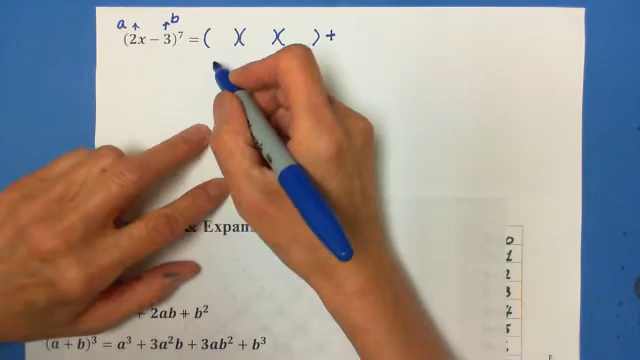 a b
(2x − 3)⁷ = ( )( )( ) +
& Expan
0
1
2
3
4
5
+ 2ab + b²
(a + b)³ = a³ + 3a²b + 3ab² + b³